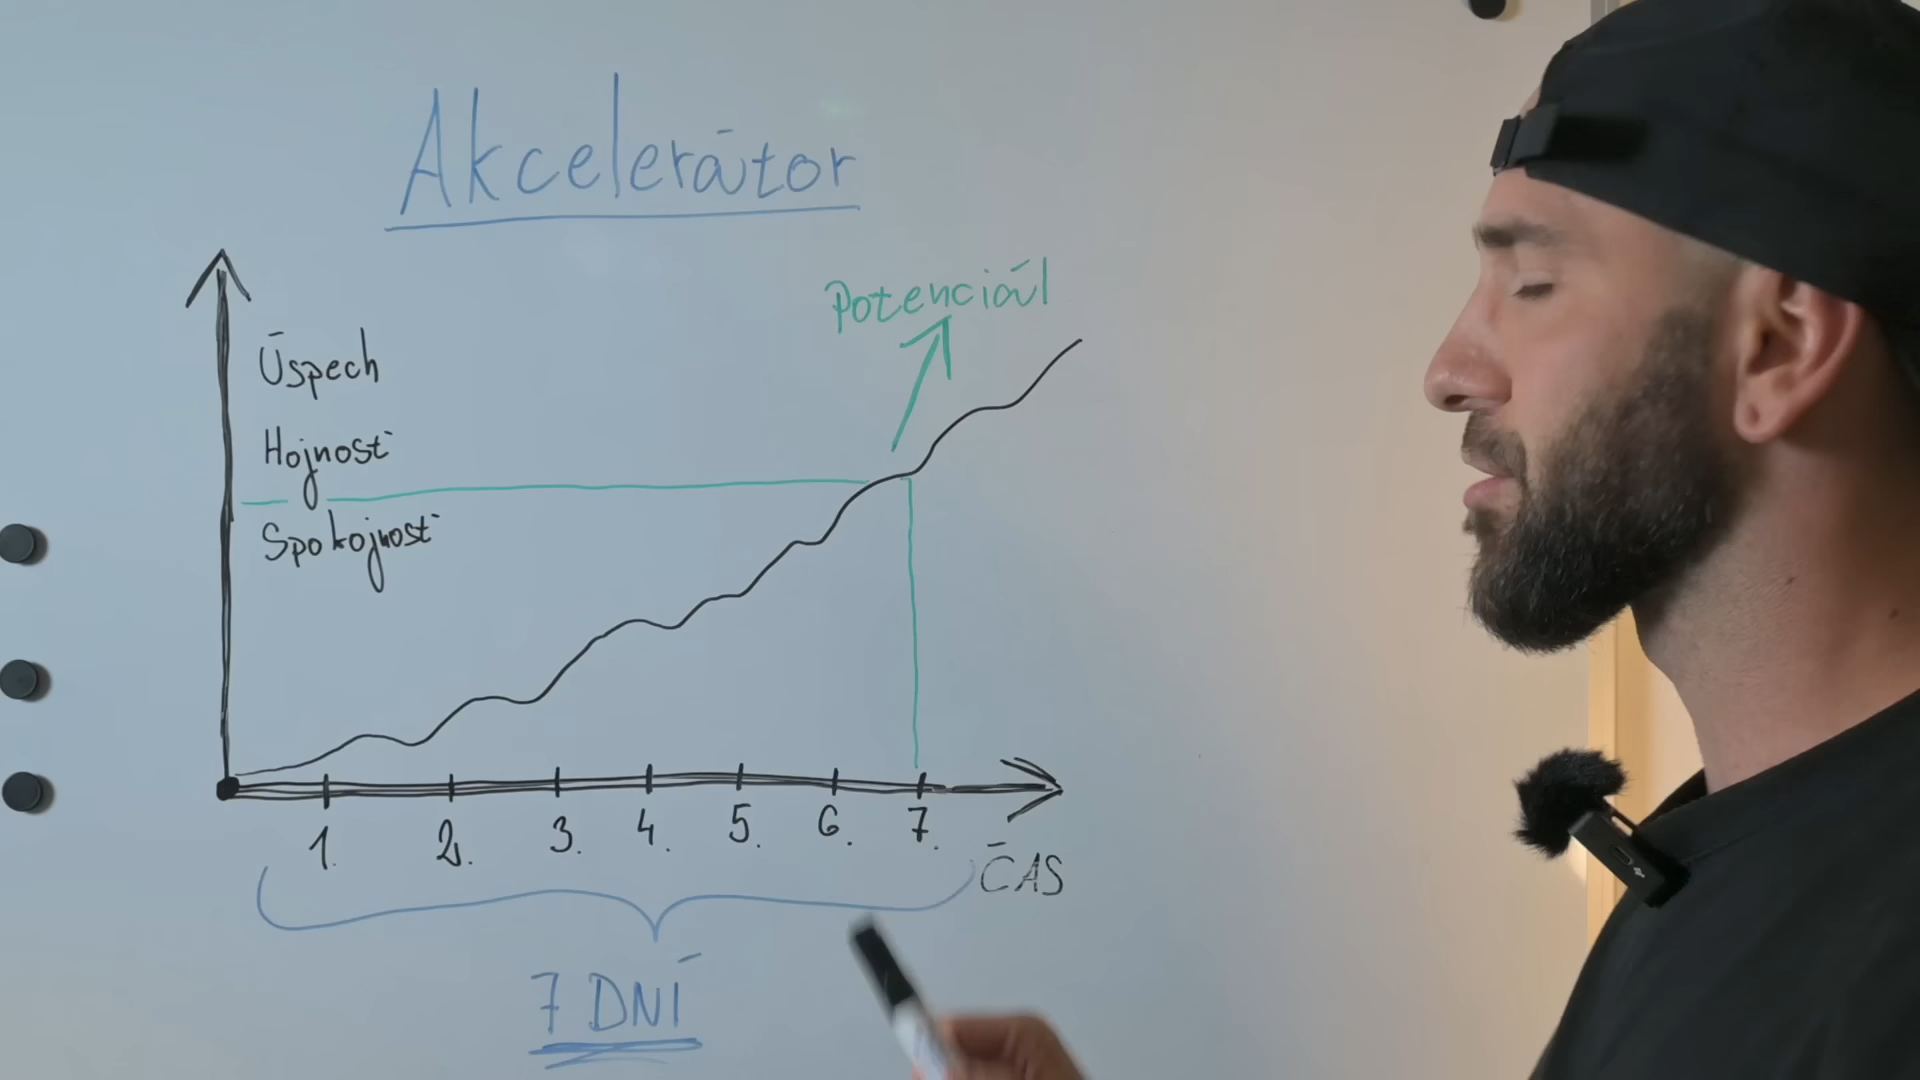 Akcelerátor
Potenciál
Úspech
Hojnosť
Spokojnosť
1. 2. 3. 4. 5. 6. 7.
ČAS
7 DNÍ